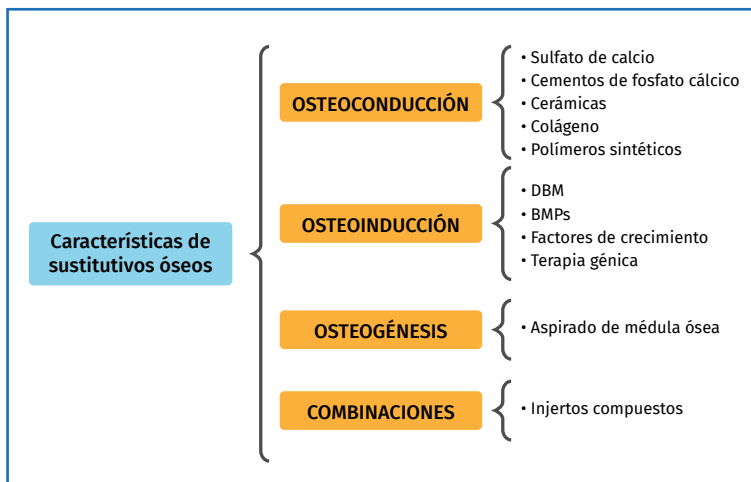 Características de
sustitutivos óseos
OSTEOCONDUCCIÓN
• Sulfato de calcio
• Cementos de fosfato cálcico
• Cerámicas
• Colágeno
• Polímeros sintéticos
OSTEOINDUCCIÓN
• DBM
• BMPs
• Factores de crecimiento
• Terapia génica
OSTEOGÉNESIS
• Aspirado de médula ósea
COMBINACIONES
• Injertos compuestos